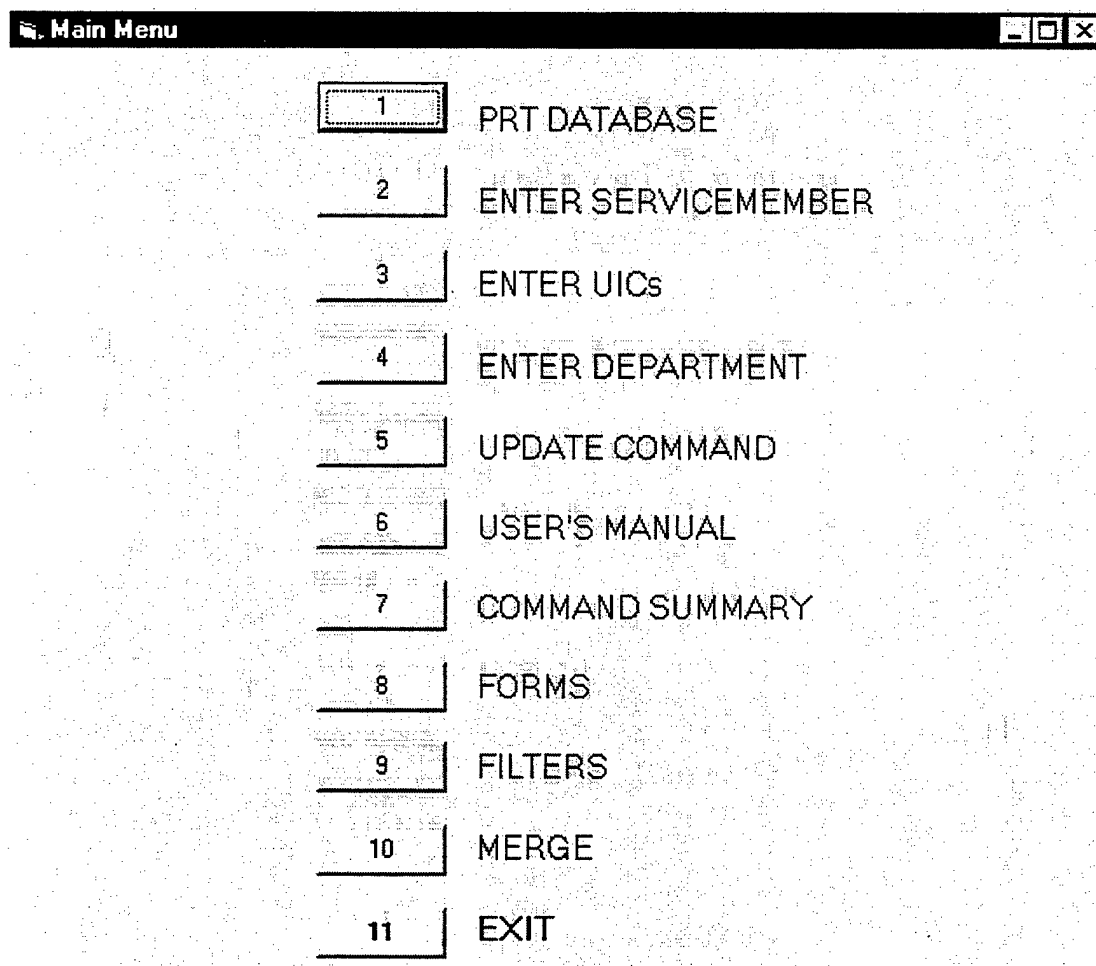 Main Menu
1 PRT DATABASE
2 ENTER SERVICEMEMBER
3 ENTER UICs
4 ENTER DEPARTMENT
5 UPDATE COMMAND
6 USER'S MANUAL
7 COMMAND SUMMARY
8 FORMS
9 FILTERS
10 MERGE
11 EXIT